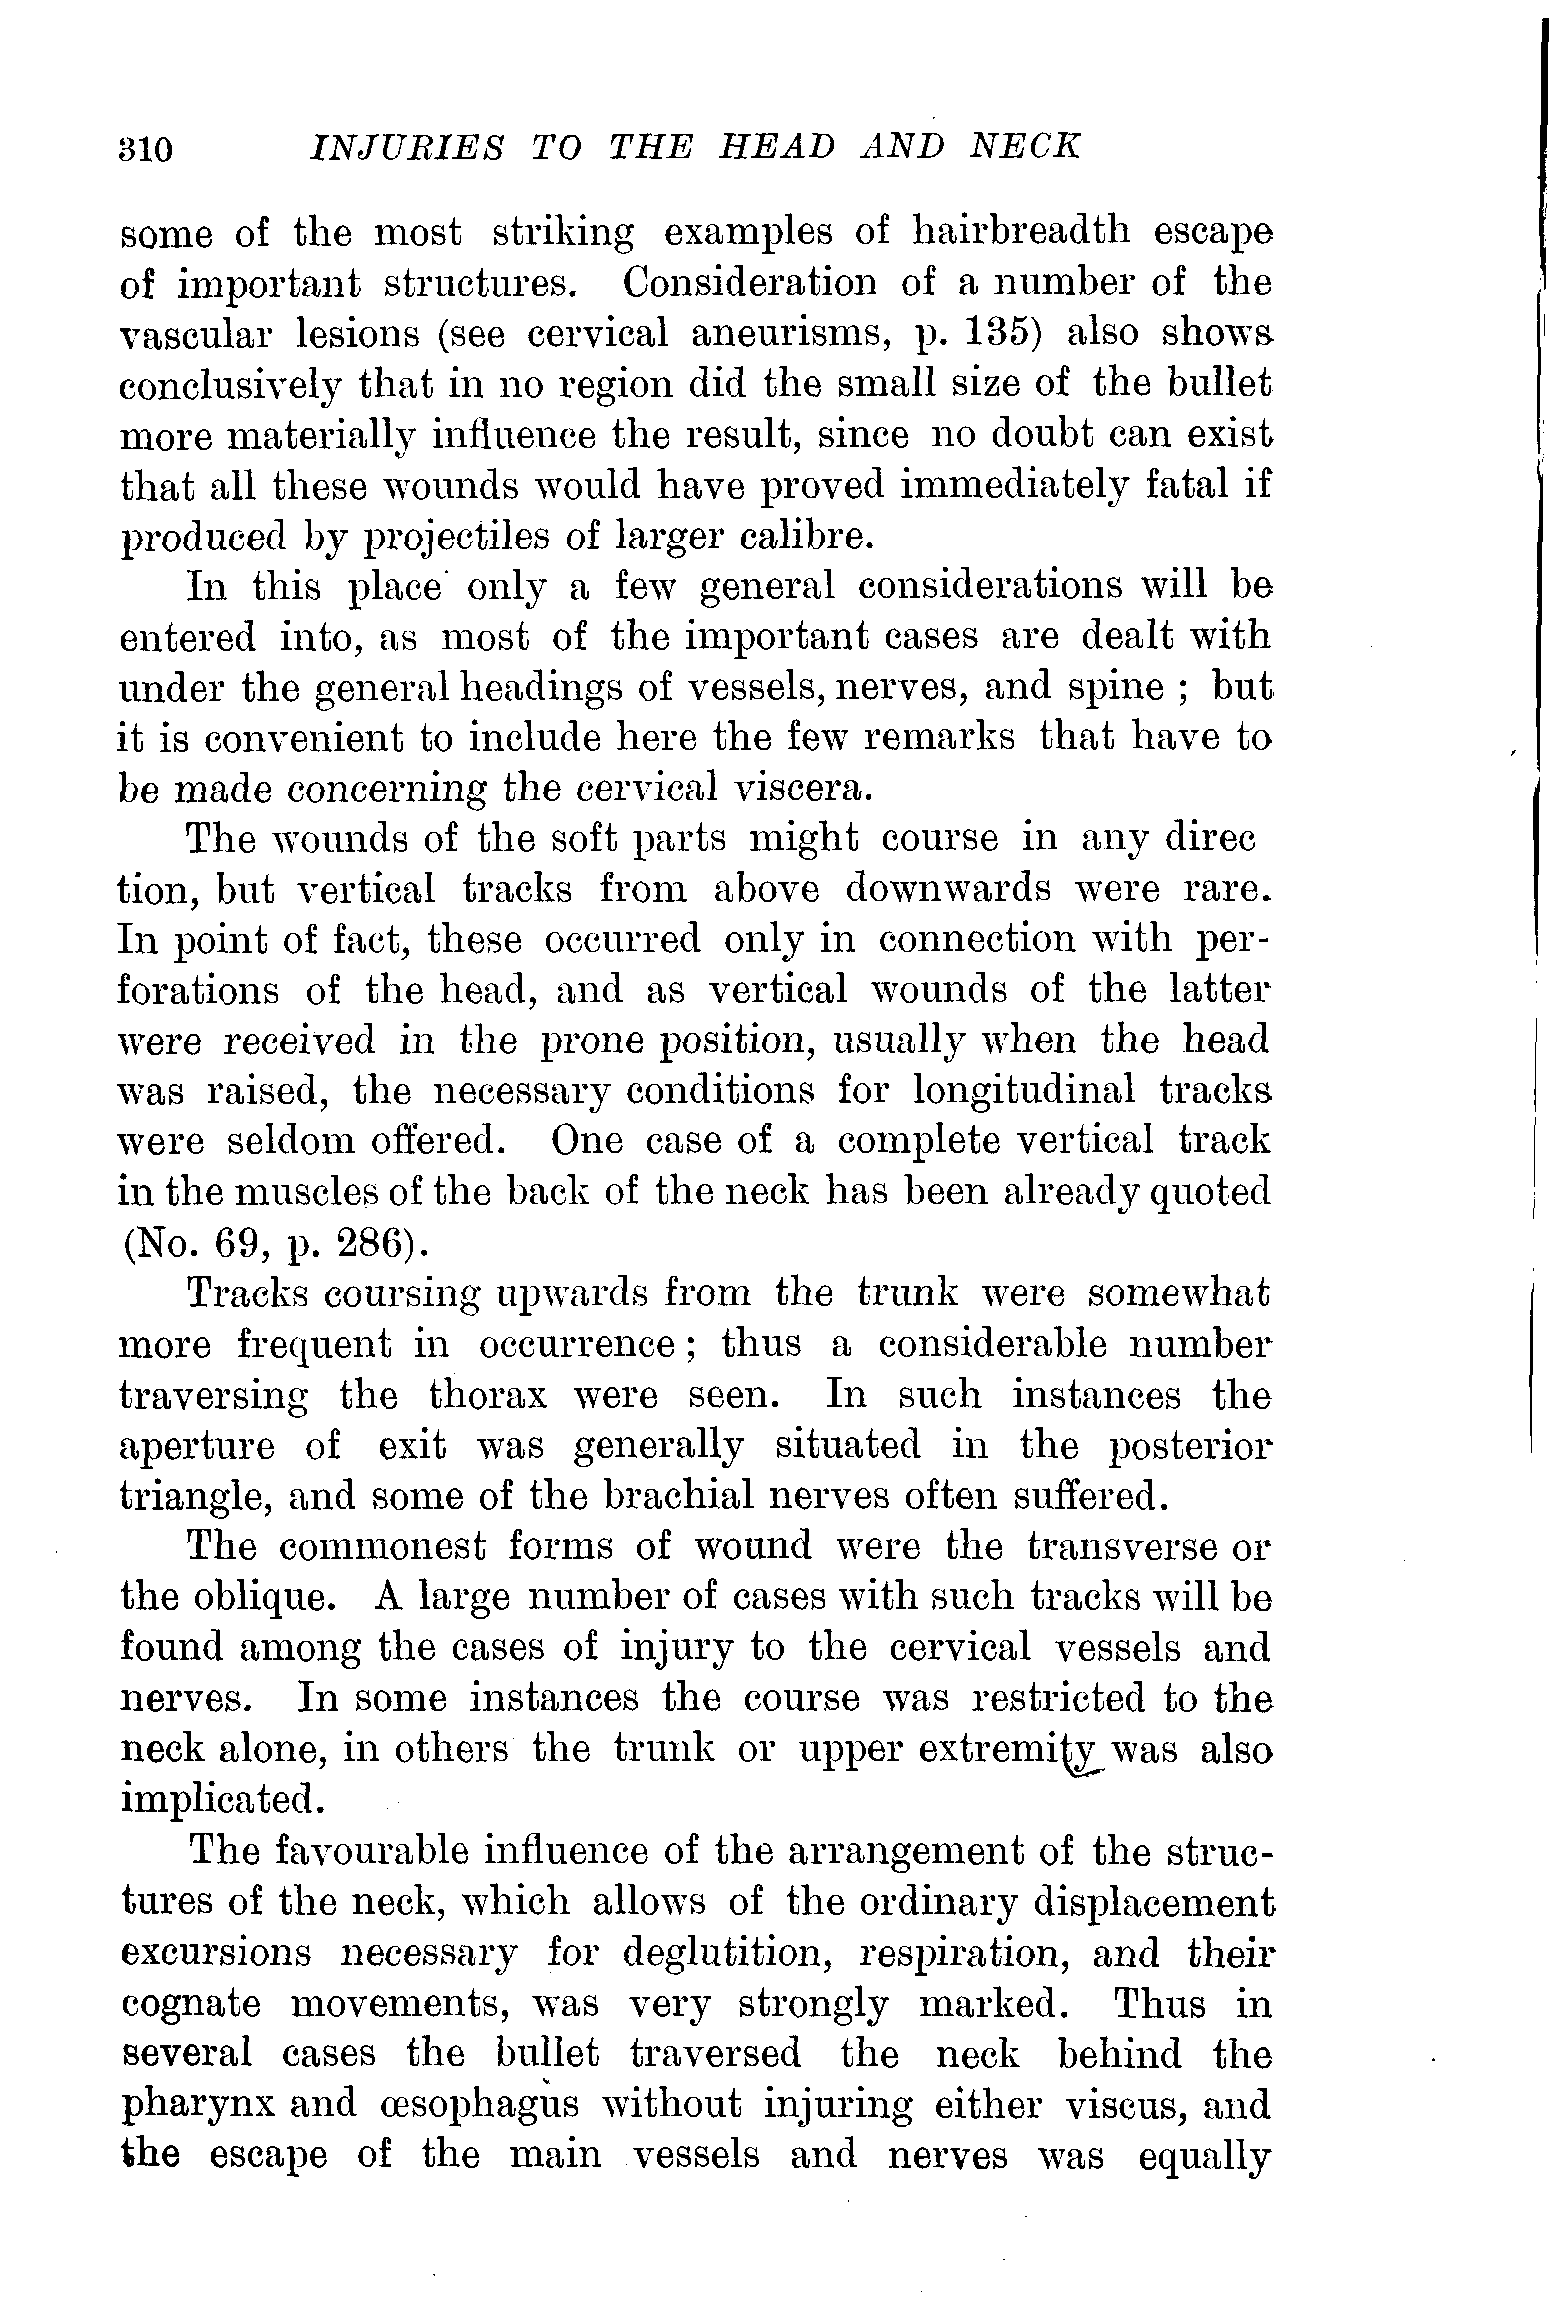 310 INJURIES TO THE HEAD AND NECK
some of the most striking examples of hairbreadth escape
of important structures. Consideration of a number of the
vascular lesions (see cervical aneurisms, p. 135) also shows
conclusively that in no region did the small size of the bullet
more materially influence the result, since no doubt can exist
that all these wounds would have proved immediately fatal if
produced by projectiles of larger calibre.
In this place only a few general considerations will be
entered into, as most of the important cases are dealt with
under the general headings of vessels, nerves, and spine ; but
it is convenient to include here the few remarks that have to
be made concerning the cervical viscera.
The wounds of the soft parts might course in any direc
tion, but vertical tracks from above downwards were rare.
In point of fact, these occurred only in connection with per-
forations of the head, and as vertical wounds of the latter
were received in the prone position, usually when the head
was raised, the necessary conditions for longitudinal tracks
were seldom offered. One case of a complete vertical track
in the muscles of the back of the neck has been already quoted
(No. 69, p. 286).
Tracks coursing upwards from the trunk were somewhat
more frequent in occurrence ; thus a considerable number
traversing the thorax were seen. In such instances the
aperture of exit was generally situated in the posterior
triangle, and some of the brachial nerves often suffered.
The commonest forms of wound were the transverse or
the oblique. A large number of cases with such tracks will be
found among the cases of injury to the cervical vessels and
nerves. In some instances the course was restricted to the
neck alone, in others the trunk or upper extremity was also
implicated.
The favourable influence of the arrangement of the struc-
tures of the neck, which allows of the ordinary displacement
excursions necessary for deglutition, respiration, and their
cognate movements, was very strongly marked. Thus in
several cases the bullet traversed the neck behind the
pharynx and œsophagus without injuring either viscus, and
the escape of the main vessels and nerves was equally